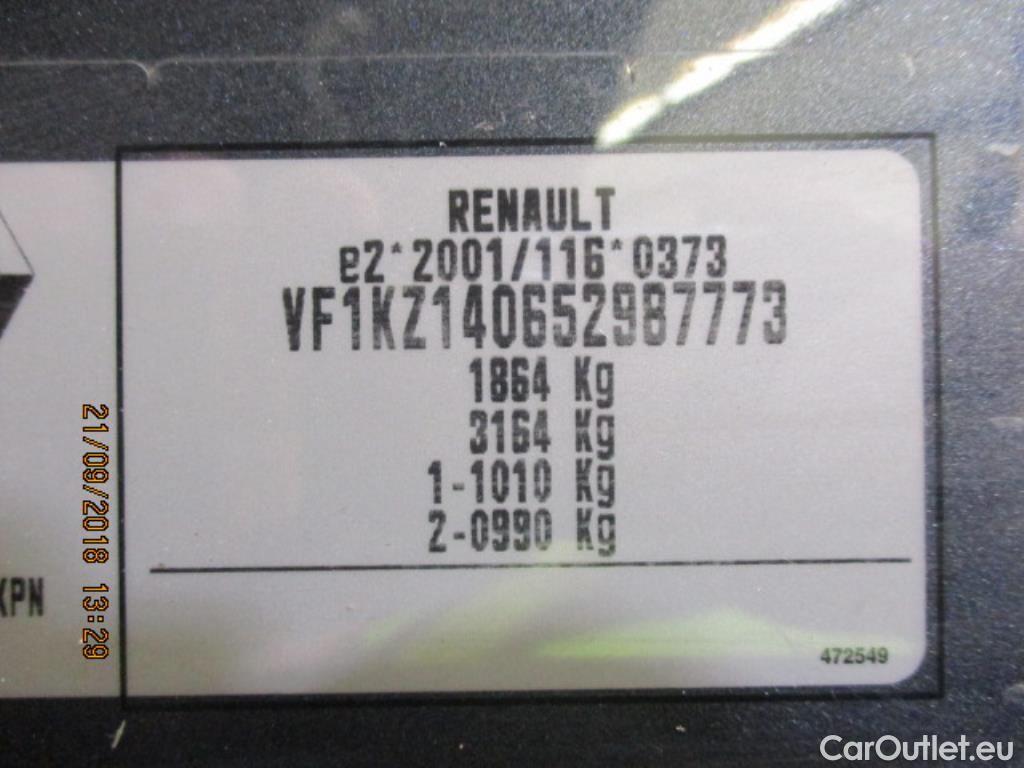 RENAULT
e2*2001/116*0373
VF1KZ140652987773
1864 Kg
3164 Kg
1-1010 Kg
2-0990 Kg
472549
KPN
21/09/2018 13:29
CarOutlet.eu